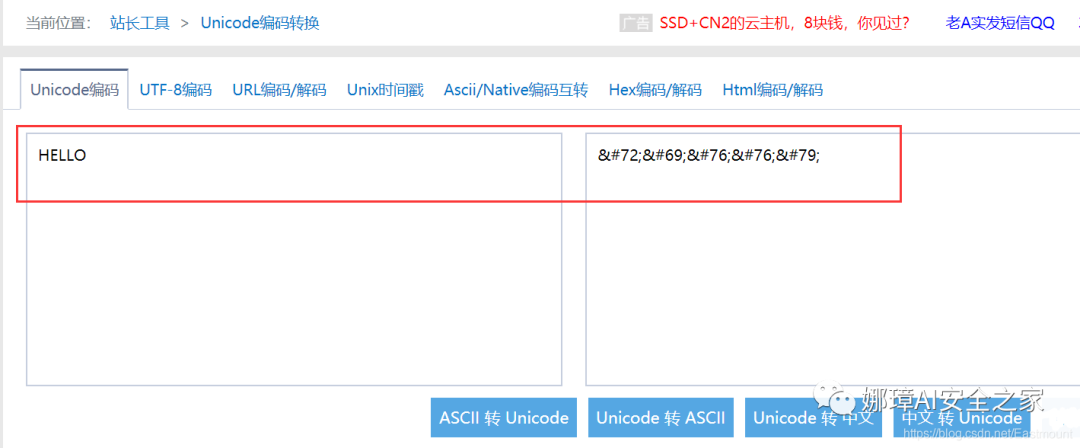 当前位置： 站长工具 > Unicode编码转换 广告 SSD+CN2的云主机，8块钱，你见过？ 老A实发短信QQ
Unicode编码 UTF-8编码 URL编码/解码 Unix时间戳 Ascii/Native编码互转 Hex编码/解码 Html编码/解码
HELLO &#72;&#69;&#76;&#76;&#79;
娜璋AI安全之家
ASCII 转 Unicode Unicode 转 ASCII Unicode 转 中文 中文 转 Unicode
https://blog.csdn.net/Eastmount